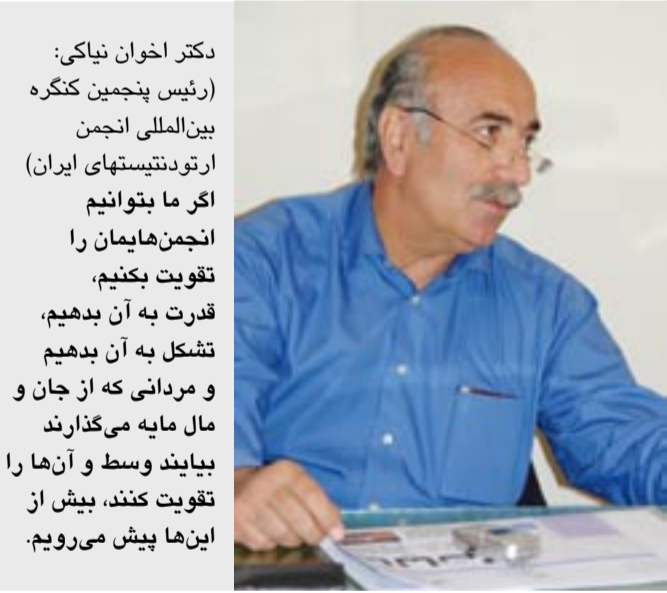 دکتر اخوان نیاکی:
(رئیس پنجمین کنگره
بین‌المللی انجمن
ارتودنتیستهای ایران)
اگر ما بتوانیم
انجمن‌هایمان را
تقویت بکنیم،
قدرت به آن بدهیم،
تشکل به آن بدهیم
و مردانی که از جان و
مال مایه می‌گذارند
بیایند وسط و آن‌ها را
تقویت کنند، بیش از
این‌ها پیش می‌رویم.